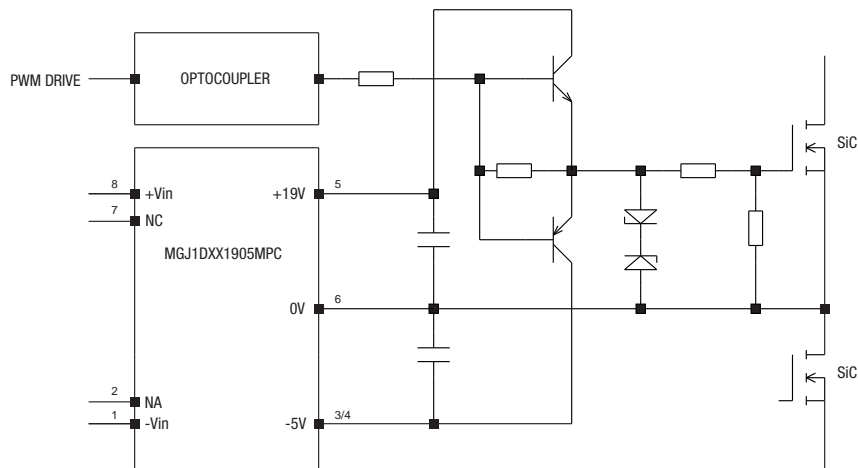 PWM DRIVE
OPTOCOUPLER
SiC
8
+Vin
+19V
5
7
NC
MGJ1DXX1905MPC
0V
6
SiC
2
NA
1
-Vin
-5V
3/4